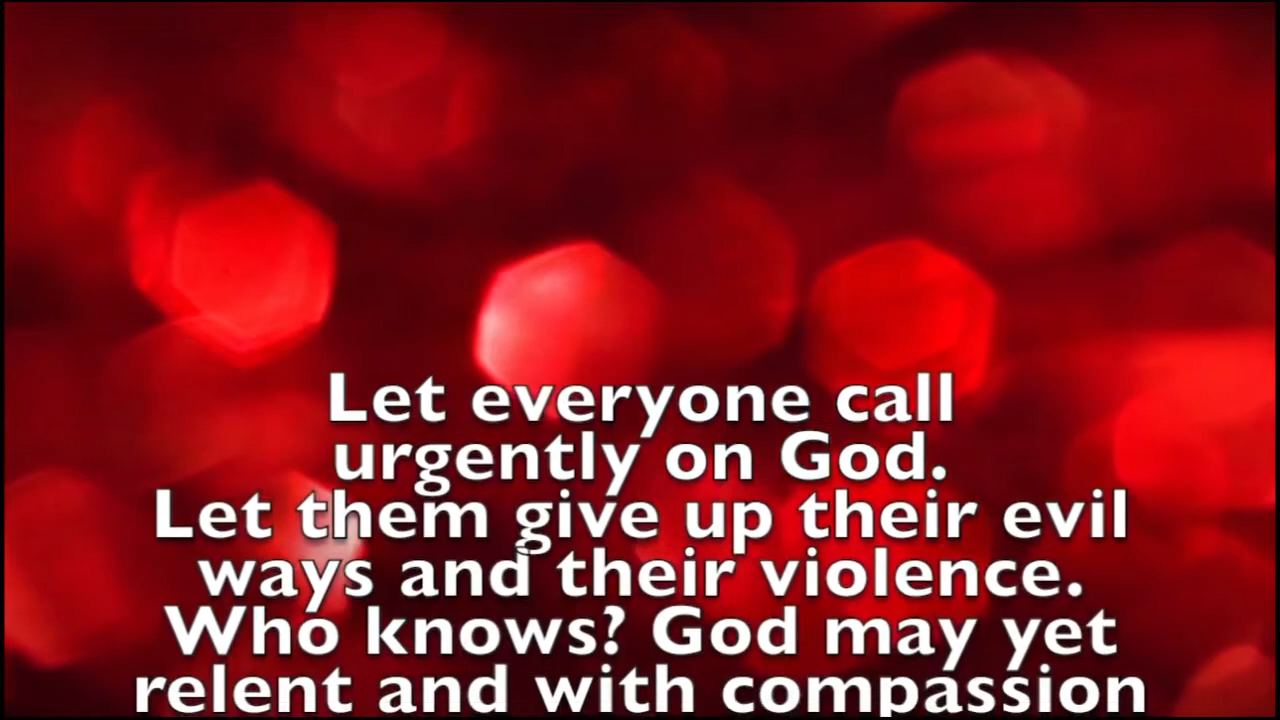 Let everyone call
urgently on God.
Let them give up their evil
ways and their violence.
Who knows? God may yet
relent and with compassion